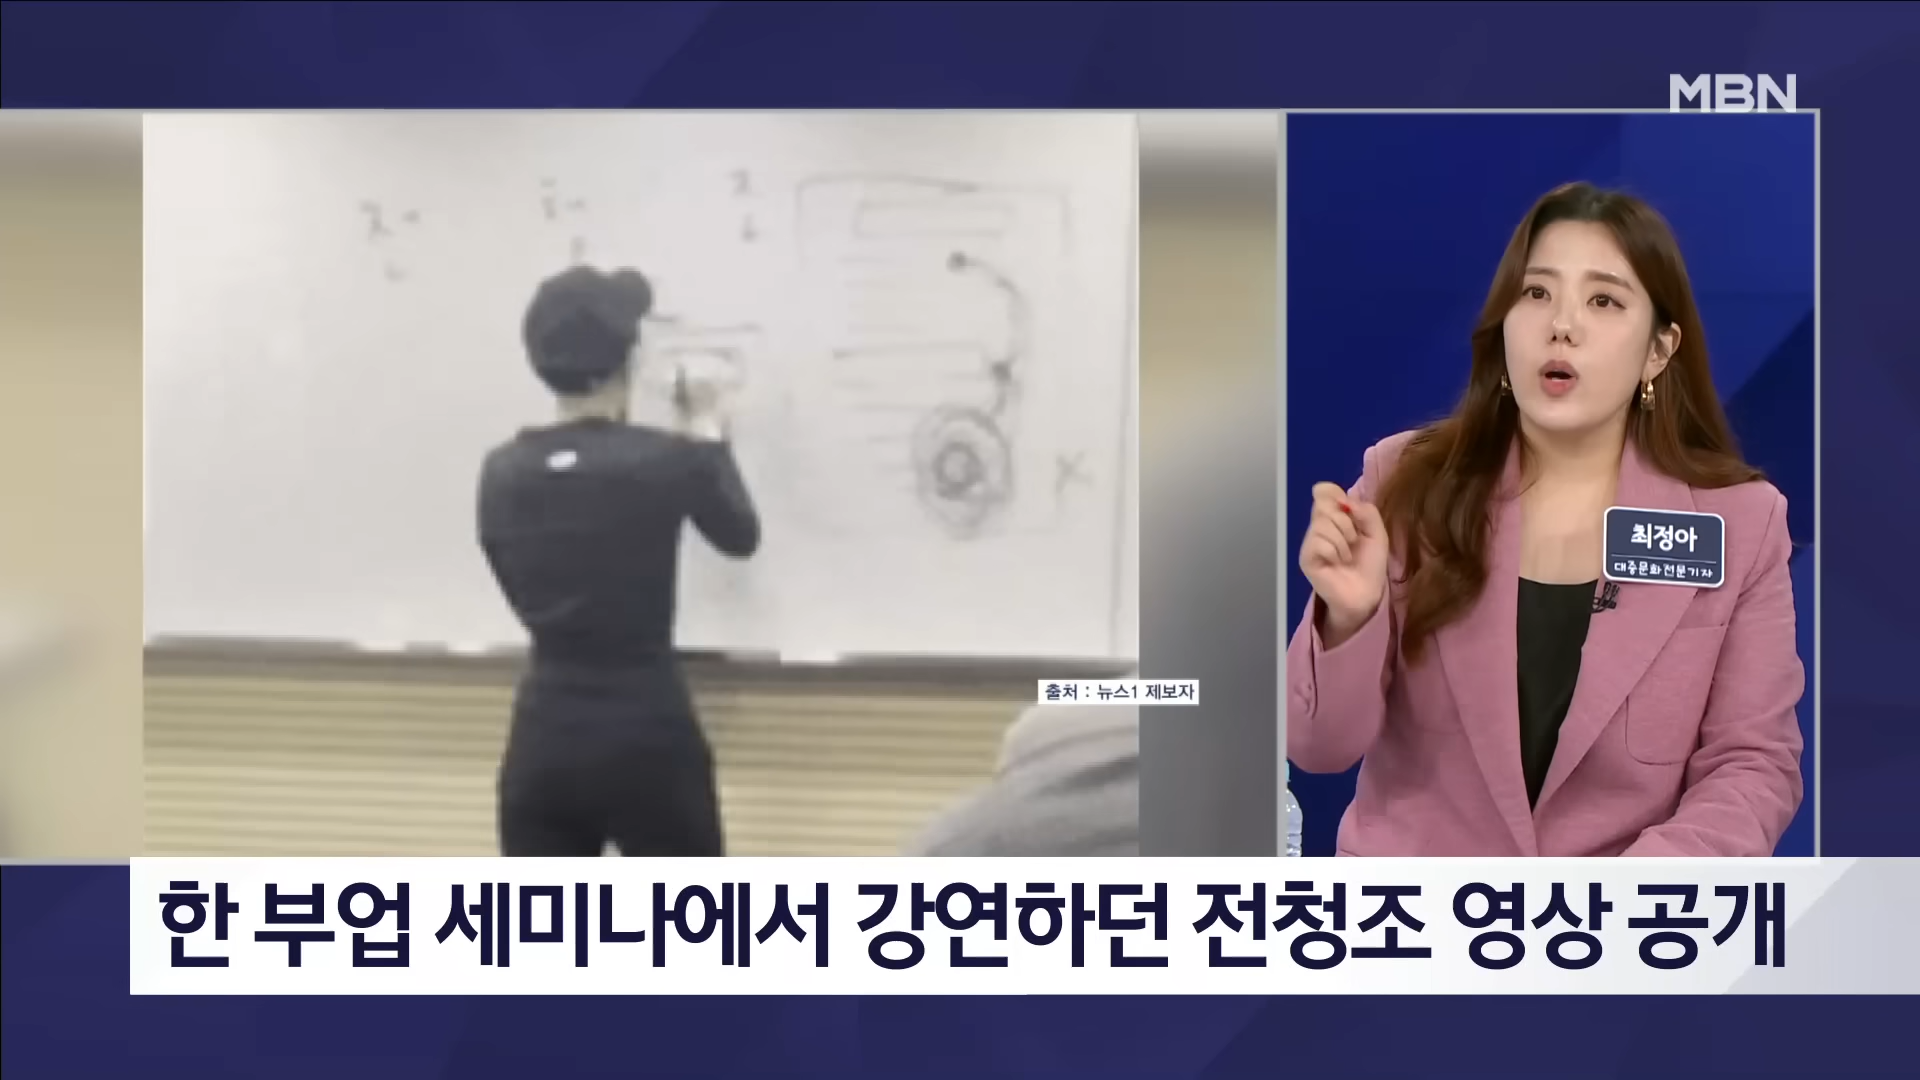 MBN
최정아
대중문화전문기자
출처 : 뉴스1 제보자
한 부업 세미나에서 강연하던 전청조 영상 공개